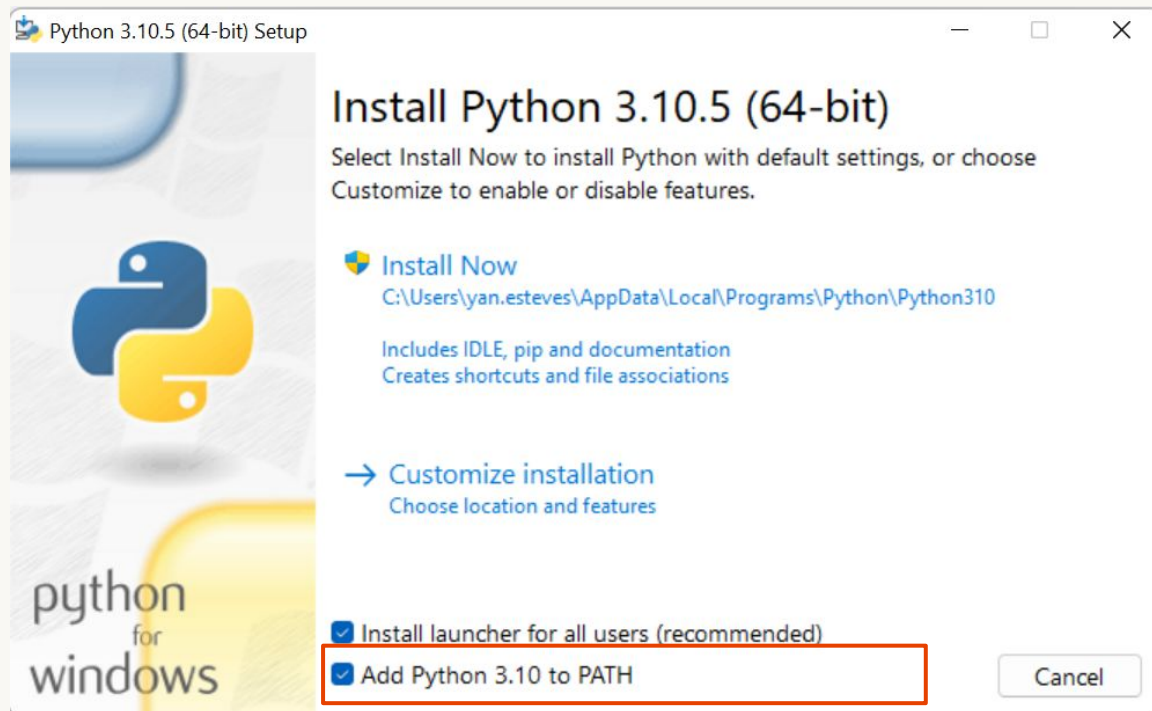 Python 3.10.5 (64-bit) Setup
Install Python 3.10.5 (64-bit)
Select Install Now to install Python with default settings, or choose
Customize to enable or disable features.
Install Now
C:\Users\yan.esteves\AppData\Local\Programs\Python\Python310
Includes IDLE, pip and documentation
Creates shortcuts and file associations
Customize installation
Choose location and features
python
for
windows
Install launcher for all users (recommended)
Add Python 3.10 to PATH
Cancel